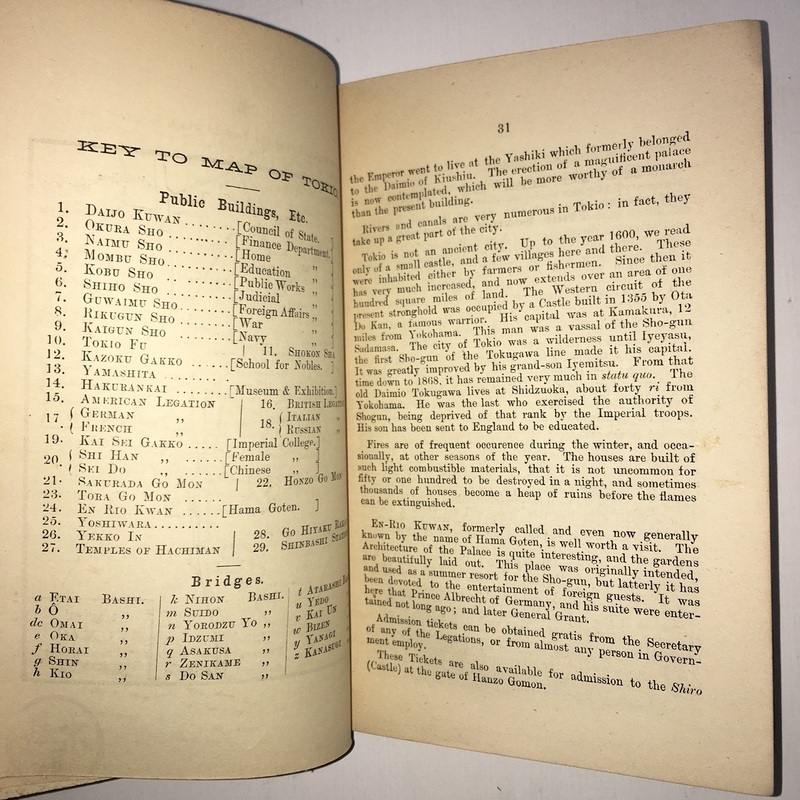 KEY TO MAP OF TOKIO
Public Buildings, Etc.
1. DAIJO KUWAN ........[Council of State.
2. OKURA SHO ..........[Finance Department.]
3. NAIMU SHO..........[Home „
4. MOMBU SHO ........[Education „
5. KOBU SHO ..........[Public Works „
6. SHIHO SHO ..........[Judicial „
7. GUWAIMU SHO.......[Foreign Affairs „
8. RIKUGUN SHO ........[War „
9. KAIGUN SHO ........[Navy „
10. TOKIO FU | 11. SHOKON SHA
12. KAZOKU GAKKO ....[School for Nobles.
13. YAMASHITA .........
14. HAKURANKAI ........[Museum & Exhibition.]
15. AMERICAN LEGATION 16. BRITISH LEGATION
17 { GERMAN „ 18. { ITALIAN „
FRENCH „ RUSSIAN „
19. KAI SEI GAKKO ..... [Imperial College.]
20 { SHI HAN „ .....[Female „ ]
SEI DO „ .....[Chinese „ ]
21. SAKURADA GO MON | 22. HONZO GO MON
23. TORA GO MON ......
24. EN RIO KWAN ......[Hama Goten. ]
25. YOSHIWARA..........
26. YEKKO IN | 28. GO HIYAKU RAKAN
27. TEMPLES OF HACHIMAN | 29. SHINBASHI STATION
Bridges.
a ETAI BASHI.
b Ō „
dc OMAI „
e OKA „
f HORAI „
g SHIN „
h KIO „
k NIHON BASHI.
m SUIDO „
n YORODZU YO „
p IDZUMI „
q ASAKUSA „
r ZENIKAME „
s DO SAN „
t ATARASHI
u YEDO
v KAI UN
w BIZEN
y YANAGI
z KANASUGI
31
the Emperor went to live at the Yashiki which formerly belonged
to the Daimio of Kiushiu. The erection of a magnificent palace
is now contemplated, which will be more worthy of a monarch
than the present building.
Rivers and canals are very numerous in Tokio: in fact, they
take up a great part of the city.
Tokio is not an ancient city. Up to the year 1600, we read
only of a small castle, and a few villages here and there. These
were inhabited either by farmers or fishermen. Since then it
has very much increased, and now extends over an area of one
hundred square miles of land. The Western circuit of the
present stronghold was occupied by a Castle built in 1355 by Ota
Do Kan, a famous warrior. His capital was at Kamakura, 12
miles from Yokohama. This man was a vassal of the Sho-gun
Sadamasa. The city of Tokio was a wilderness until Iyeyasu,
the first Sho-gun of the Tokugawa line made it his capital.
It was greatly improved by his grand-son Iyemitsu. From that
time down to 1868, it has remained very much in statu quo. The
old Daimio Tokugawa lives at Shidzuoka, about forty ri from
Yokohama. He was the last who exercised the authority of
Shogun, being deprived of that rank by the Imperial troops.
His son has been sent to England to be educated.
Fires are of frequent occurence during the winter, and occa-
sionally, at other seasons of the year. The houses are built of
such light combustible materials, that it is not uncommon for
fifty or one hundred to be destroyed in a night, and sometimes
thousands of houses become a heap of ruins before the flames
can be extinguished.
EN-RIO KUWAN, formerly called and even now generally
known by the name of Hama Goten, is well worth a visit. The
Architecture of the Palace is quite interesting, and the gardens
are beautifully laid out. This place was originally intended,
and used as a summer resort for the Sho-gun, but latterly it has
been devoted to the entertainment of foreign guests. It was
here that Prince Albrecht of Germany, and his suite were enter-
tained not long ago; and later General Grant.
Admission tickets can be obtained gratis from the Secretary
of any of the Legations, or from almost any person in Govern-
ment employ.
These Tickets are also available for admission to the Shiro
(Castle) at the gate of Hanzo Gomon.